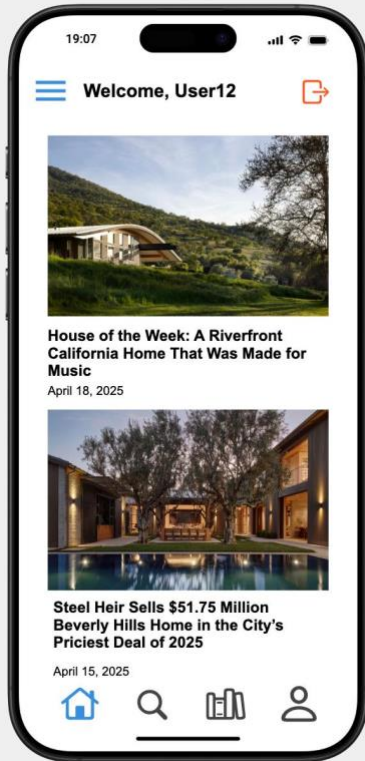 19:07
Welcome, User12
House of the Week: A Riverfront
California Home That Was Made for
Music
April 18, 2025
Steel Heir Sells $51.75 Million
Beverly Hills Home in the City’s
Priciest Deal of 2025
April 15, 2025